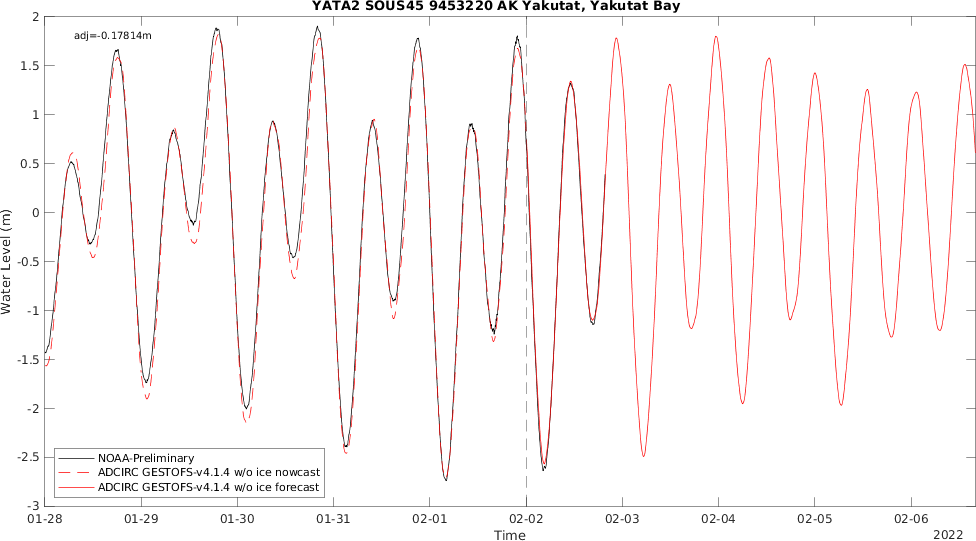 YATA2 SOUS45 9453220 AK Yakutat, Yakutat Bay
adj=-0.17814m
2
1.5
1
0.5
0
-0.5
-1
-1.5
-2
-2.5
-3
Water Level (m)
NOAA-Preliminary
ADCIRC GESTOFS-v4.1.4 w/o ice nowcast
ADCIRC GESTOFS-v4.1.4 w/o ice forecast
01-28 01-29 01-30 01-31 02-01 02-02 02-03 02-04 02-05 02-06
Time
2022